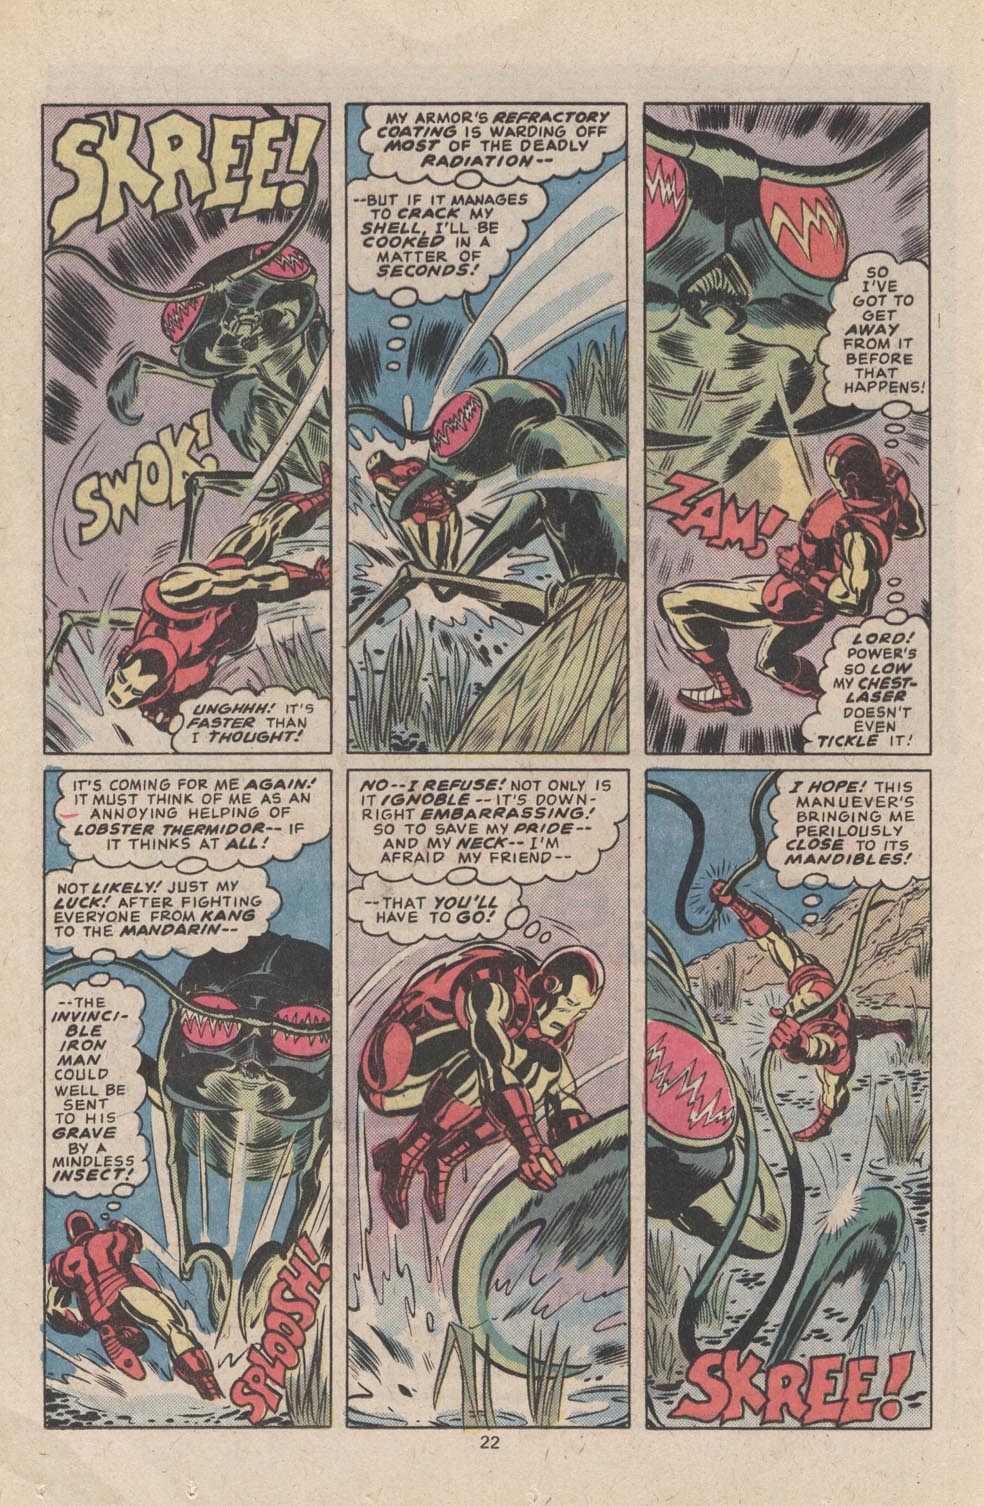 SKREE!
SWOK!
UNGHHH! IT'S
FASTER THAN
I THOUGHT!
MY ARMOR'S REFRACTORY
COATING IS WARDING OFF
MOST OF THE DEADLY
RADIATION--
--BUT IF IT MANAGES
TO CRACK MY
SHELL, I'LL BE
COOKED IN A
MATTER OF
SECONDS!
SO
I'VE
GOT TO
GET
AWAY
FROM IT
BEFORE
THAT
HAPPENS!
ZAM!
LORD!
POWER'S
SO LOW
MY CHEST-
LASER
DOESN'T
EVEN
TICKLE IT!
IT'S COMING FOR ME AGAIN!
IT MUST THINK OF ME AS AN
ANNOYING HELPING OF
LOBSTER THERMIDOR-- IF
IT THINKS AT ALL!
NOT LIKELY! JUST MY
LUCK! AFTER FIGHTING
EVERYONE FROM KANG
TO THE MANDARIN--
--THE
INVINCI-
BLE
IRON
MAN
COULD
WELL BE
SENT
TO HIS
GRAVE
BY A
MINDLESS
INSECT!
SPLOOSH!
NO--I REFUSE! NOT ONLY IS
IT IGNOBLE -- IT'S DOWN-
RIGHT EMBARRASSING!
SO TO SAVE MY PRIDE--
AND MY NECK-- I'M
AFRAID MY FRIEND--
--THAT YOU'LL
HAVE TO GO!
I HOPE! THIS
MANUEVER'S
BRINGING ME
PERILOUSLY
CLOSE TO ITS
MANDIBLES!
SKREE!
22